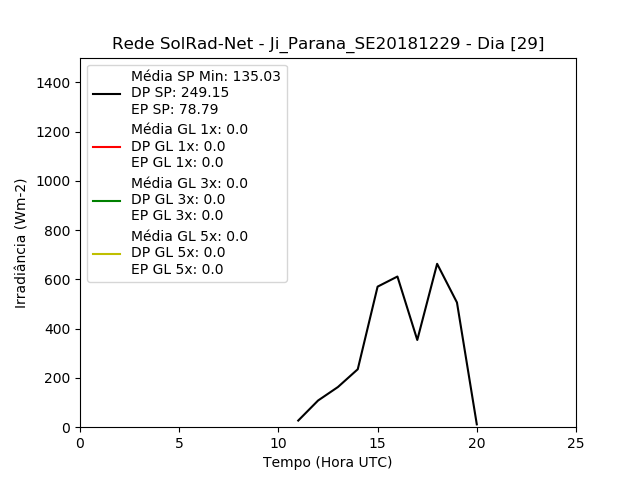 Rede SolRad-Net - Ji_Parana_SE20181229 - Dia [29]
Média SP Min: 135.03
DP SP: 249.15
EP SP: 78.79
Média GL 1x: 0.0
DP GL 1x: 0.0
EP GL 1x: 0.0
Média GL 3x: 0.0
DP GL 3x: 0.0
EP GL 3x: 0.0
Média GL 5x: 0.0
DP GL 5x: 0.0
EP GL 5x: 0.0
Irradiância (Wm-2)
1400
1200
1000
800
600
400
200
0
0 5 10 15 20 25
Tempo (Hora UTC)